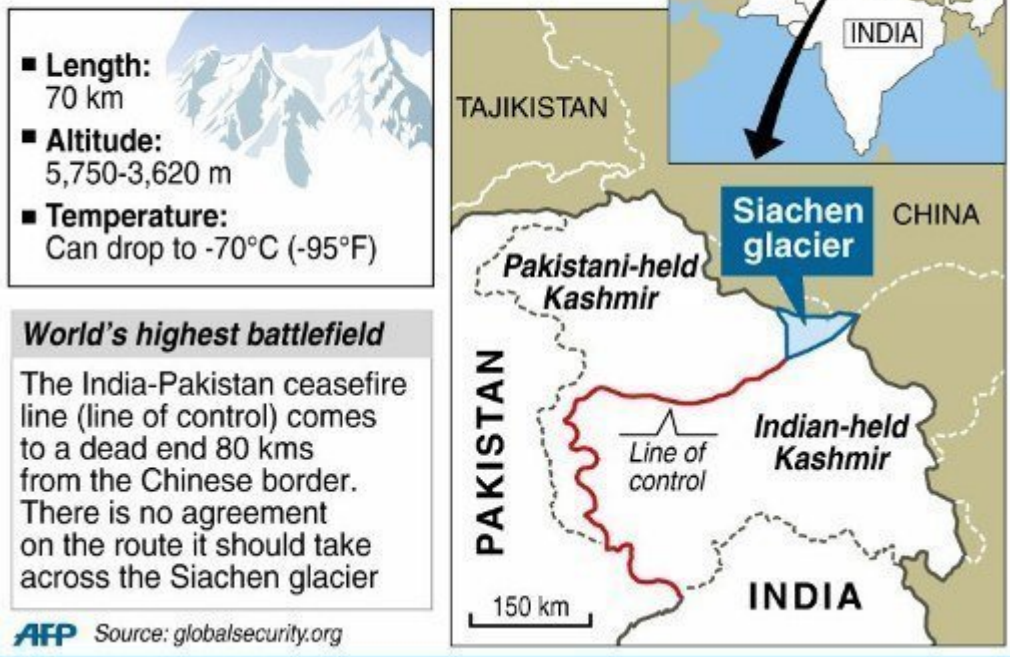 ■ Length:
70 km
■ Altitude:
5,750-3,620 m
■ Temperature:
Can drop to -70°C (-95°F)
World's highest battlefield
The India-Pakistan ceasefire
line (line of control) comes
to a dead end 80 kms
from the Chinese border.
There is no agreement
on the route it should take
across the Siachen glacier
AFP Source: globalsecurity.org
INDIA
TAJIKISTAN
Siachen
glacier
CHINA
Pakistani-held
Kashmir
PAKISTAN
Indian-held
Kashmir
Line of
control
INDIA
150 km